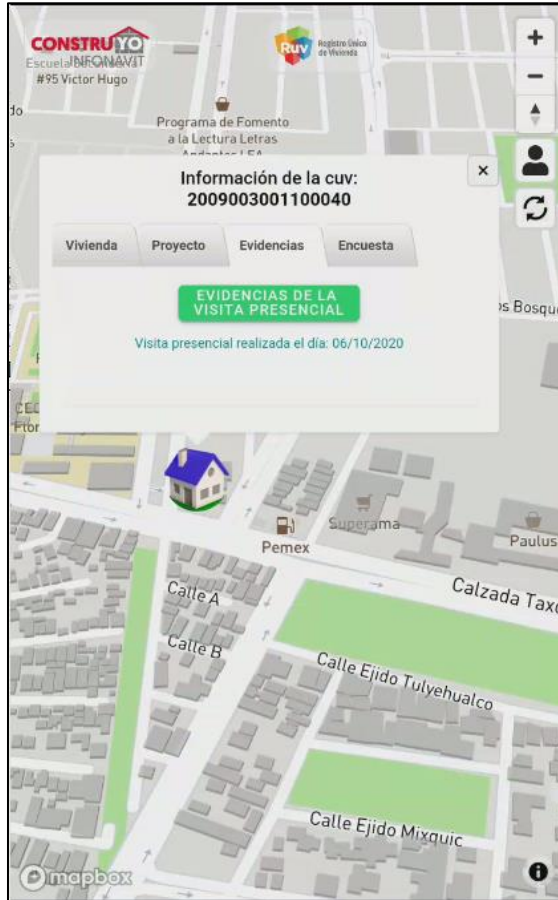 CONSTRUYO
INFONAVIT
Ruv
Registro Único
de Vivienda
#95 Victor Hugo
Programa de Fomento
a la Lectura Letras
Información de la cuv:
2009003001100040
Vivienda
Proyecto
Evidencias
Encuesta
EVIDENCIAS DE LA
VISITA PRESENCIAL
Visita presencial realizada el día: 06/10/2020
Superama
Pemex
Paulus
Calle A
Calle B
Calzada Taxq
Calle Ejido Tulyehualco
Calle Ejido Mixquic
mapbox